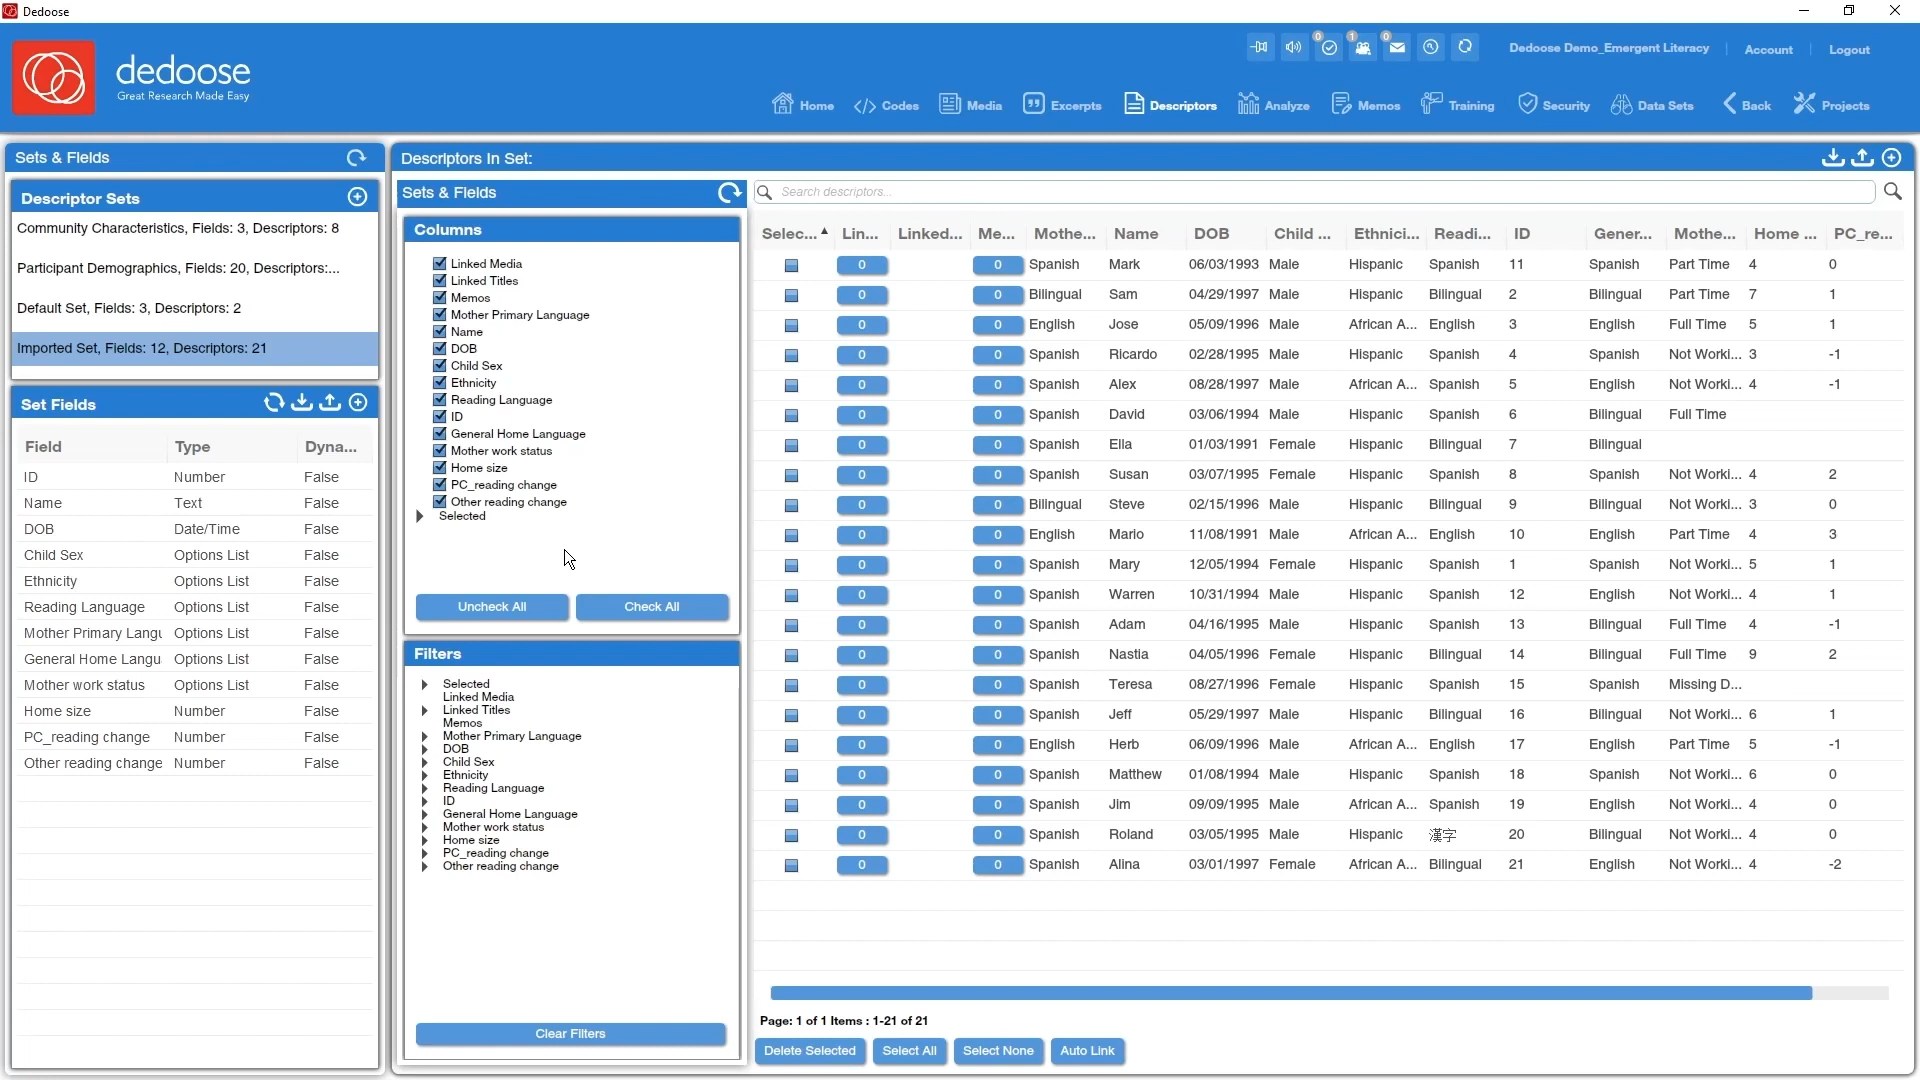 Dedoose
dedoose
Great Research Made Easy
0 1 0
Dedoose Demo_Emergent Literacy | Account | Logout
Home Codes Media Excerpts Descriptors Analyze Memos Training Security Data Sets Back Projects
Sets & Fields
Descriptor Sets
Community Characteristics, Fields: 3, Descriptors: 8
Participant Demographics, Fields: 20, Descriptors:...
Default Set, Fields: 3, Descriptors: 2
Imported Set, Fields: 12, Descriptors: 21
Set Fields
Field Type Dyna...
ID Number False
Name Text False
DOB Date/Time False
Child Sex Options List False
Ethnicity Options List False
Reading Language Options List False
Mother Primary Langu Options List False
General Home Langu Options List False
Mother work status Options List False
Home size Number False
PC_reading change Number False
Other reading change Number False
Descriptors In Set:
Sets & Fields
Columns
Linked Media
Linked Titles
Memos
Mother Primary Language
Name
DOB
Child Sex
Ethnicity
Reading Language
ID
General Home Language
Mother work status
Home size
PC_reading change
Other reading change
Selected
Uncheck All Check All
Filters
Selected
Linked Media
Linked Titles
Memos
Mother Primary Language
DOB
Child Sex
Ethnicity
Reading Language
ID
General Home Language
Mother work status
Home size
PC_reading change
Other reading change
Clear Filters
Search descriptors...
Selec... Lin... Linked... Me... Mothe... Name DOB Child ... Ethnici... Readi... ID Gener... Mothe... Home ... PC_re...
0 0 Spanish Mark 06/03/1993 Male Hispanic Spanish 11 Spanish Part Time 4 0
0 0 Bilingual Sam 04/29/1997 Male Hispanic Bilingual 2 Bilingual Part Time 7 1
0 0 English Jose 05/09/1996 Male African A... English 3 English Full Time 5 1
0 0 Spanish Ricardo 02/28/1995 Male Hispanic Spanish 4 Spanish Not Worki... 3 -1
0 0 Spanish Alex 08/28/1997 Male African A... Spanish 5 English Not Worki... 4 -1
0 0 Spanish David 03/06/1994 Male Hispanic Spanish 6 Bilingual Full Time
0 0 Spanish Ella 01/03/1991 Female Hispanic Bilingual 7 Bilingual
0 0 Spanish Susan 03/07/1995 Female Hispanic Spanish 8 Spanish Not Worki... 4 2
0 0 Bilingual Steve 02/15/1996 Male Hispanic Bilingual 9 Bilingual Not Worki... 3 0
0 0 English Mario 11/08/1991 Male African A... English 10 English Part Time 4 3
0 0 Spanish Mary 12/05/1994 Female Hispanic Spanish 1 Spanish Not Worki... 5 1
0 0 Spanish Warren 10/31/1994 Male Hispanic Spanish 12 English Not Worki... 4 1
0 0 Spanish Adam 04/16/1995 Male Hispanic Spanish 13 Bilingual Full Time 4 -1
0 0 Spanish Nastia 04/05/1996 Female Hispanic Bilingual 14 Bilingual Full Time 9 2
0 0 Spanish Teresa 08/27/1996 Female Hispanic Spanish 15 Spanish Missing D...
0 0 Spanish Jeff 05/29/1997 Male Hispanic Bilingual 16 Bilingual Not Worki... 6 1
0 0 English Herb 06/09/1996 Male African A... English 17 English Part Time 5 -1
0 0 Spanish Matthew 01/08/1994 Male Hispanic Spanish 18 Spanish Not Worki... 6 0
0 0 Spanish Jim 09/09/1995 Male African A... Spanish 19 English Not Worki... 4 0
0 0 Spanish Roland 03/05/1995 Male Hispanic 漢字 20 Bilingual Not Worki... 4 0
0 0 Spanish Alina 03/01/1997 Female African A... Bilingual 21 English Not Worki... 4 -2
Page: 1 of 1 Items : 1-21 of 21
Delete Selected Select All Select None Auto Link